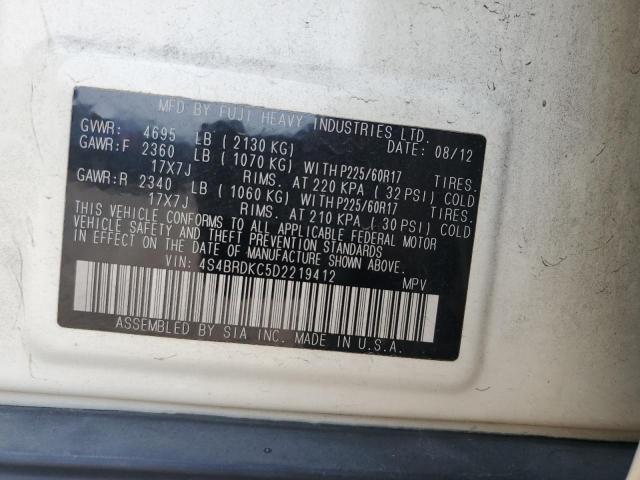 MFD BY FUJI HEAVY INDUSTRIES LTD.
GVWR: 4695 LB ( 2130 KG) DATE: 08/12
GAWR:F 2360 LB ( 1070 KG) WITH P225/60R17 TIRES.
17X7J RIMS. AT 220 KPA ( 32 PSI) COLD
GAWR:R 2340 LB ( 1060 KG) WITH P225/60R17 TIRES.
17X7J RIMS. AT 210 KPA ( 30 PSI) COLD
THIS VEHICLE CONFORMS TO ALL APPLICABLE FEDERAL MOTOR
VEHICLE SAFETY AND THEFT PREVENTION STANDARDS
IN EFFECT ON THE DATE OF MANUFACTURE SHOWN ABOVE.
VIN: 4S4BRDKC5D2219412 MPV
ASSEMBLED BY SIA INC. MADE IN U.S.A.